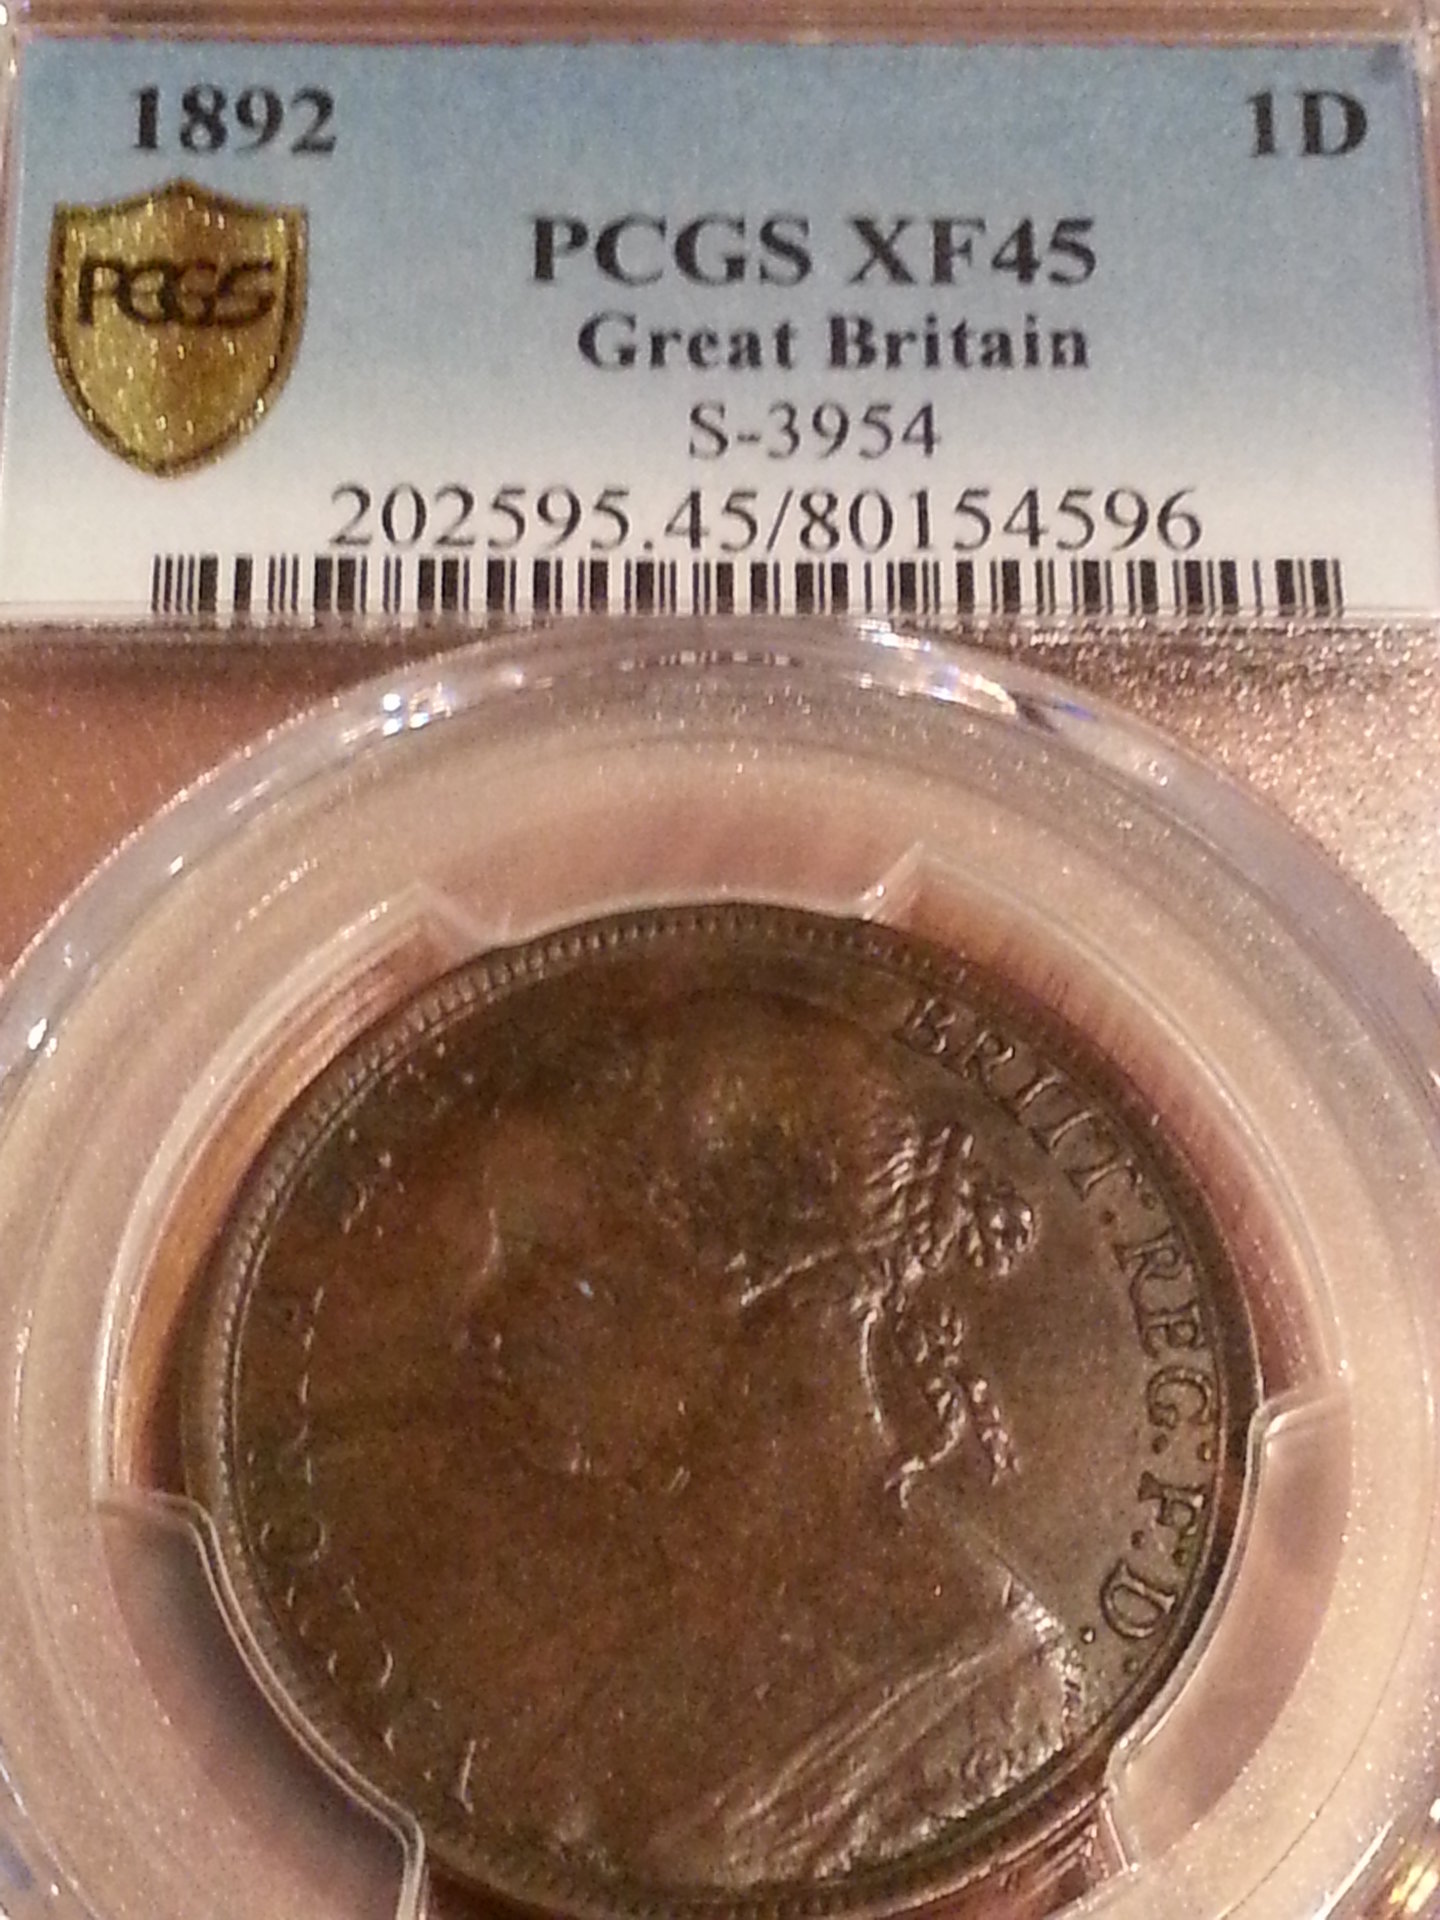 1892 1D
PCGS
PCGS XF45
Great Britain
S-3954
202595.45/80154596
BRITT:REG:F:D: